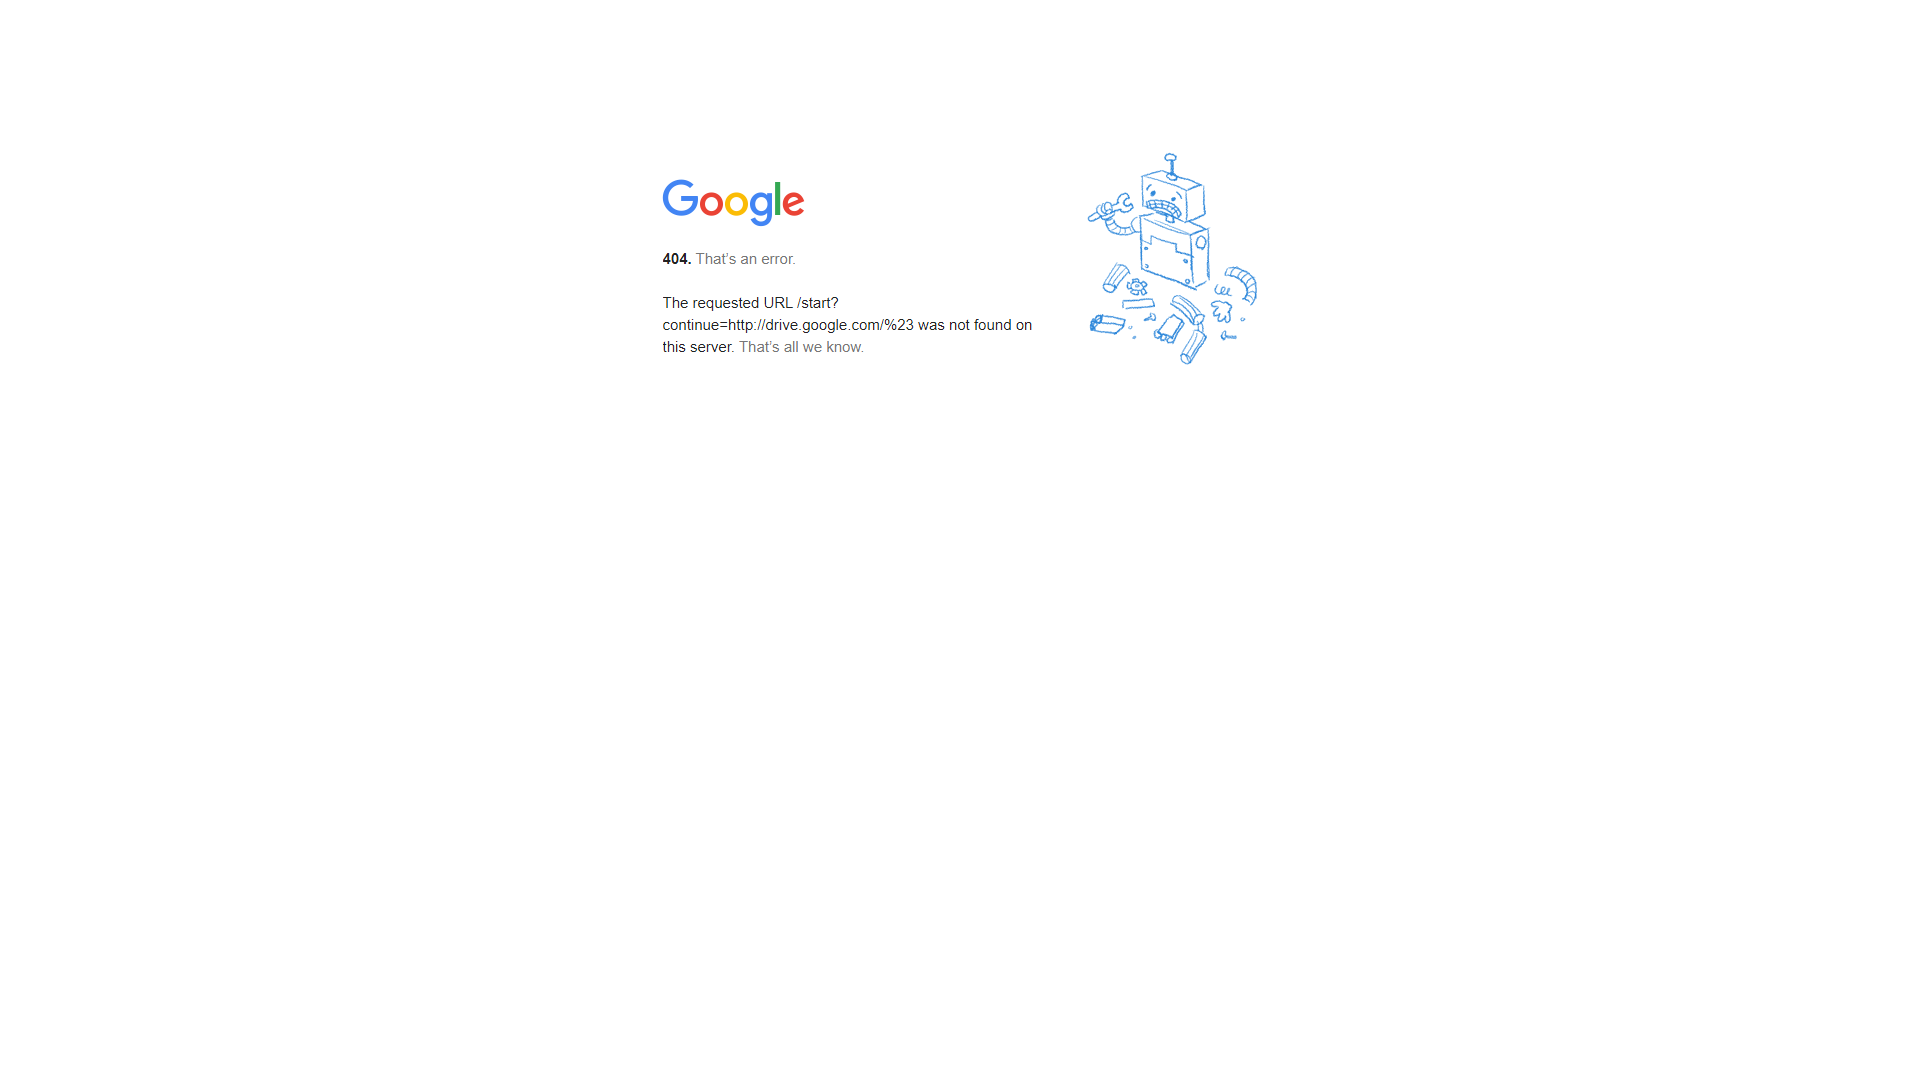 Google
404. That’s an error.
The requested URL /start?
continue=http://drive.google.com/%23 was not found on
this server. That’s all we know.